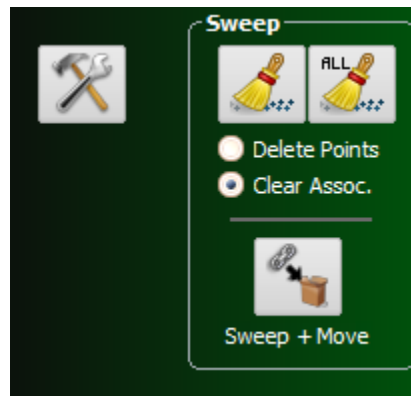 Sweep
ALL
Delete Points
Clear Assoc.
Sweep + Move